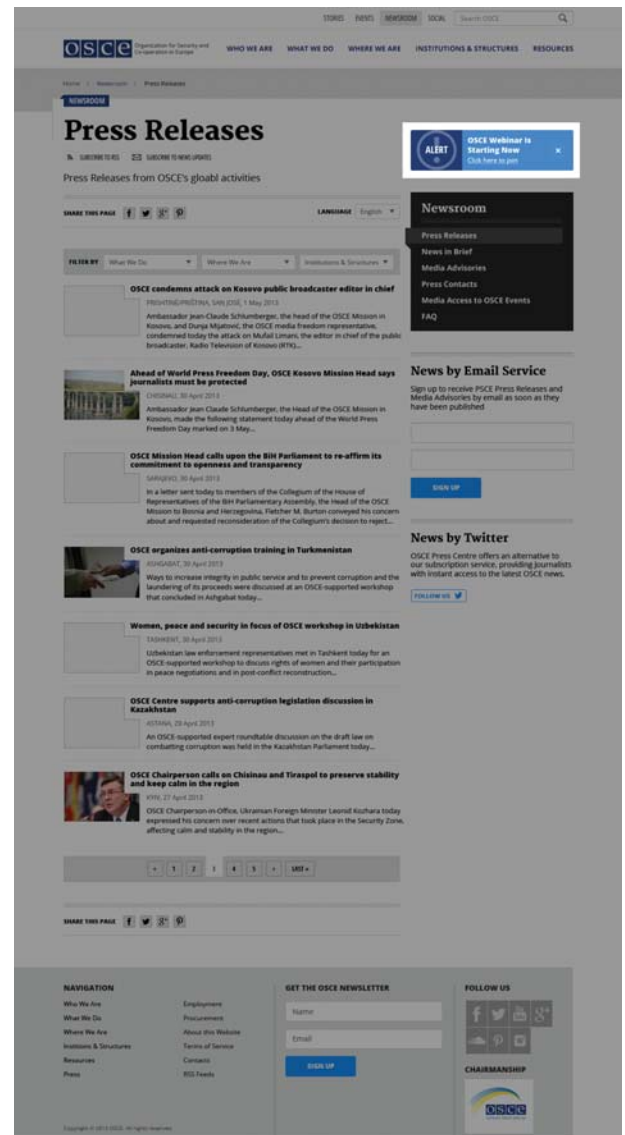 STORIES EVENTS NEWSROOM SOCIAL Search OSCE
OSCE Organization for Security and
Co-operation in Europe
WHO WE ARE WHAT WE DO WHERE WE ARE INSTITUTIONS & STRUCTURES RESOURCES
Home Newsroom Press Releases
NEWSROOM
Press Releases
SUBSCRIBE TO RSS SUBSCRIBE TO NEWS UPDATES
Press Releases from OSCE's gloabl activities
SHARE THIS PAGE
LANGUAGE English
FILTER BY What We Do Where We Are Institutions & Structures
OSCE condemns attack on Kosovo public broadcaster editor in chief
PRISHTINË/PRIŠTINA, SAN JOSÉ, 1 May 2013
Ambassador Jean-Claude Schlumberger, the head of the OSCE Mission in
Kosovo, and Dunja Mijatović, the OSCE media freedom representative,
condemned today the attack on Mufail Limani, the editor in chief of the public
broadcaster, Radio Television of Kosovo (RTK)...
Ahead of World Press Freedom Day, OSCE Kosovo Mission Head says
journalists must be protected
CHISINAU, 30 April 2013
Ambassador Jean Claude Schlumberger, the Head of the OSCE Mission in
Kosovo, made the following statement today ahead of the World Press
Freedom Day marked on 3 May...
OSCE Mission Head calls upon the BiH Parliament to re-affirm its
commitment to openness and transparency
SARAJEVO, 30 April 2013
In a letter sent today to members of the Collegium of the House of
Representatives of the BiH Parliamentary Assembly, the Head of the OSCE
Mission to Bosnia and Herzegovina, Fletcher M. Burton conveyed his concern
about and requested reconsideration of the Collegium's decision to reject...
OSCE organizes anti-corruption training in Turkmenistan
ASHGABAT, 30 April 2013
Ways to increase integrity in public service and to prevent corruption and the
laundering of its proceeds were discussed at an OSCE-supported workshop
that concluded in Ashgabat today...
Women, peace and security in focus of OSCE workshop in Uzbekistan
TASHKENT, 30 April 2013
Uzbekistan law enforcement representatives met in Tashkent today for an
OSCE-supported workshop to discuss rights of women and their participation
in peace negotiations and in post-conflict reconstruction...
OSCE Centre supports anti-corruption legislation discussion in
Kazakhstan
ASTANA, 29 April 2013
An OSCE-supported expert roundtable discussion on the draft law on
combatting corruption was held in the Kazakhstan Parliament today...
OSCE Chairperson calls on Chisinau and Tiraspol to preserve stability
and keep calm in the region
KYIV, 27 April 2013
OSCE Chairperson-in-Office, Ukrainian Foreign Minister Leonid Kozhara today
expressed his concern over recent actions that took place in the Security Zone,
affecting calm and stability in the region...
« 1 2 3 4 5 › LAST »
SHARE THIS PAGE
ALERT
OSCE Webinar is
Starting Now
Click here to join
×
Newsroom
Press Releases
News in Brief
Media Advisories
Press Contacts
Media Access to OSCE Events
FAQ
News by Email Service
Sign up to receive PSCE Press Releases and
Media Advisories by email as soon as they
have been published
SIGN UP
News by Twitter
OSCE Press Centre offers an alternative to
our subscription service, providing journalists
with instant access to the latest OSCE news.
FOLLOW US
NAVIGATION
Who We Are
What We Do
Where We Are
Institions & Structures
Resources
Press
Employment
Procurement
About this Website
Terms of Service
Contacts
RSS Feeds
GET THE OSCE NEWSLETTER
Name
Email
SIGN UP
FOLLOW US
CHAIRMANSHIP
OSCE
Copyright © 2013 OSCE. All rights reserved.